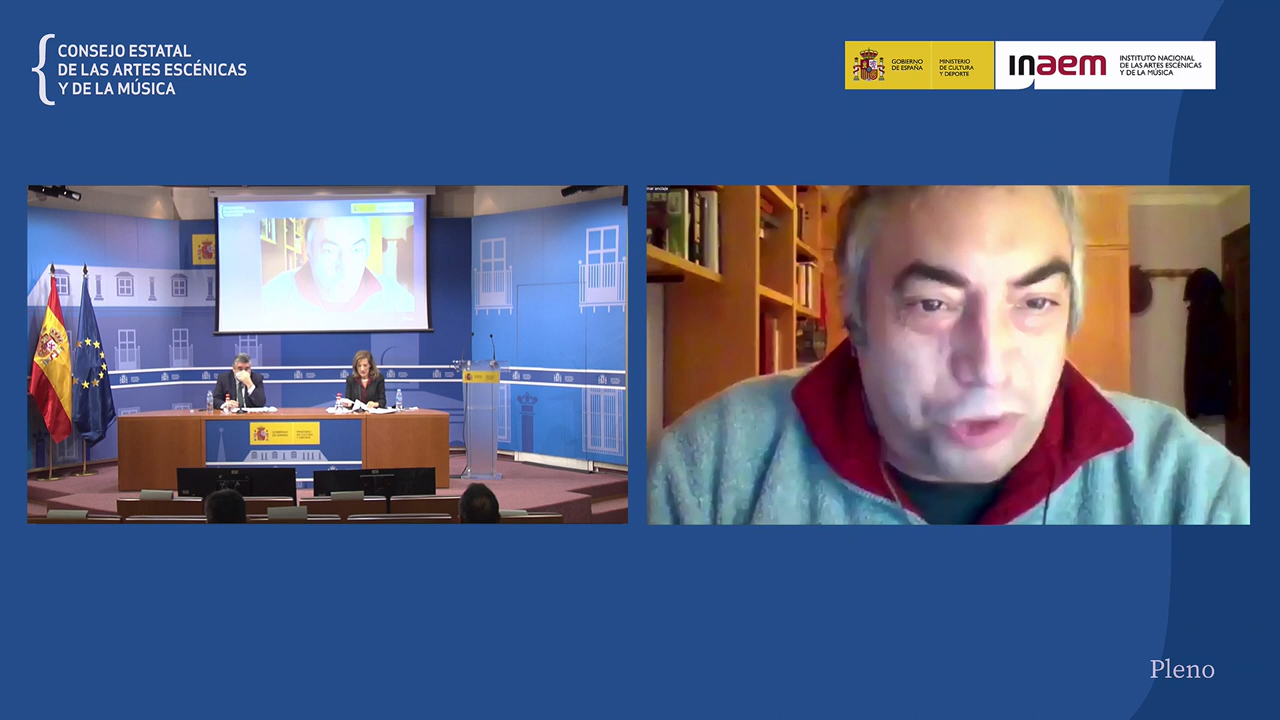 CONSEJO ESTATAL
DE LAS ARTES ESCÉNICAS
Y DE LA MÚSICA
GOBIERNO
DE ESPAÑA
MINISTERIO
DE CULTURA
Y DEPORTE
inaem
INSTITUTO NACIONAL
DE LAS ARTES ESCÉNICAS
Y DE LA MÚSICA
Pleno